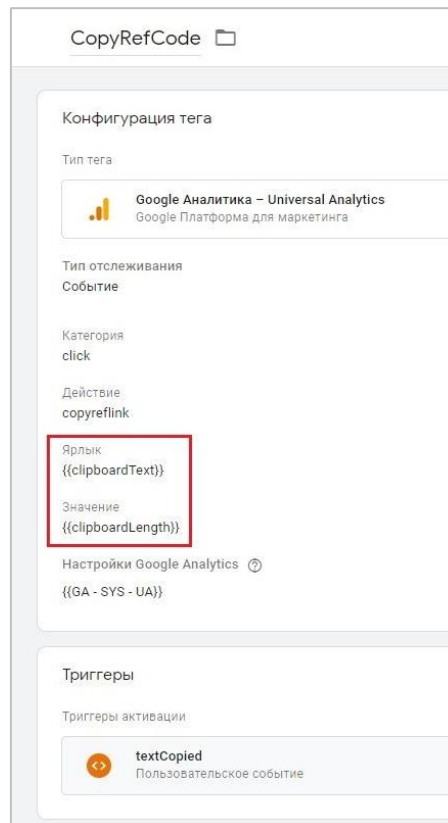 CopyRefCode
Конфигурация тега
Тип тега
Google Аналитика – Universal Analytics
Google Платформа для маркетинга
Тип отслеживания
Событие
Категория
click
Действие
copyreflink
Ярлык
{{clipboardText}}
Значение
{{clipboardLength}}
Настройки Google Analytics
{{GA - SYS - UA}}
Триггеры
Триггеры активации
textCopied
Пользовательское событие